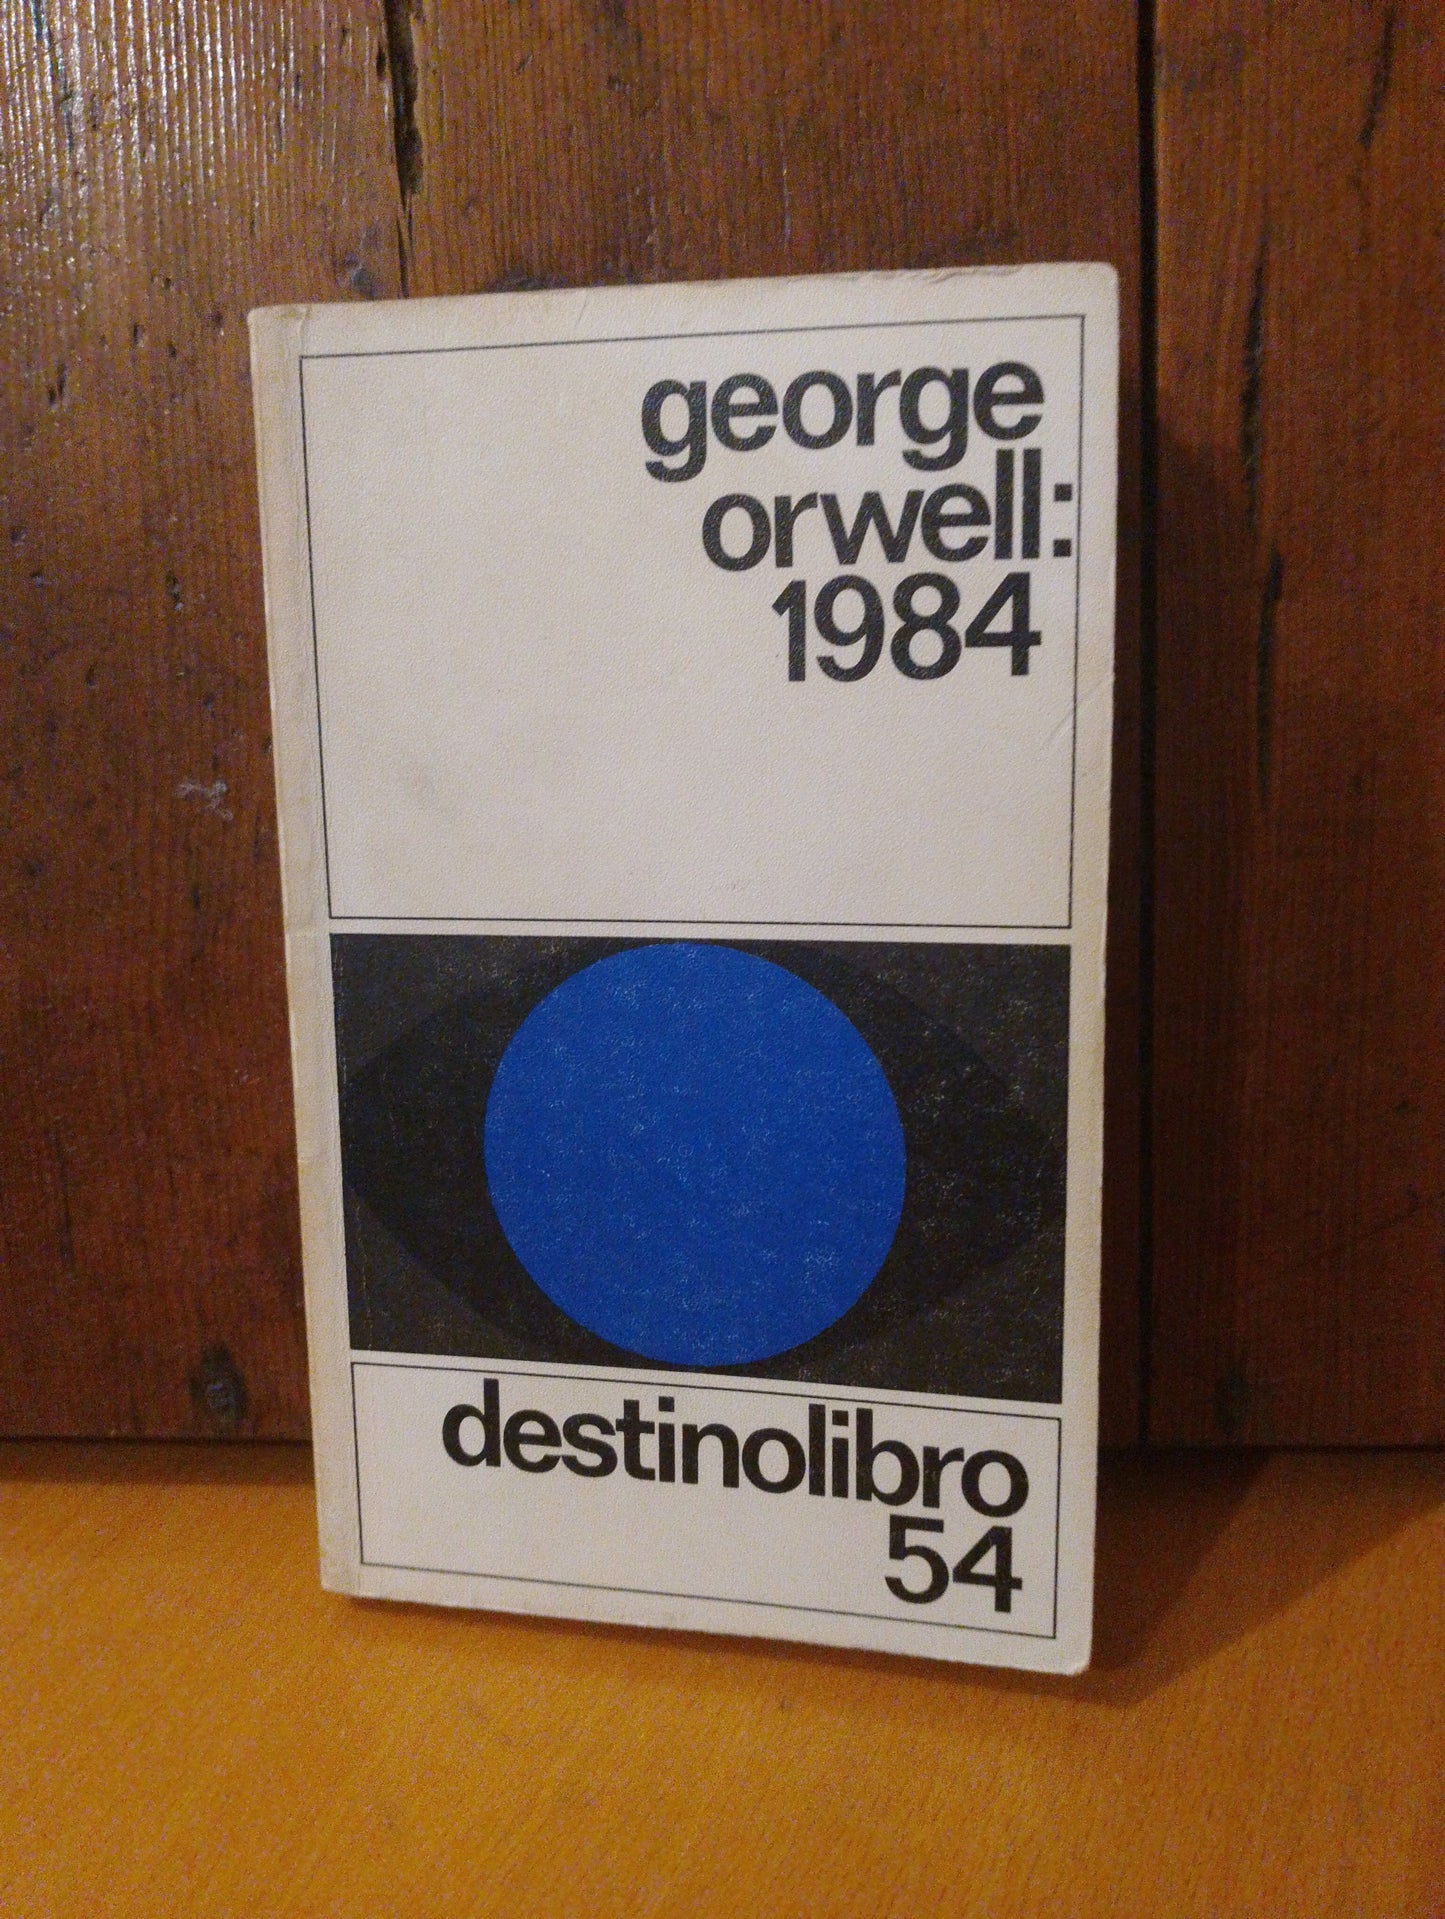 george
orwell:
1984
destinolibro
54